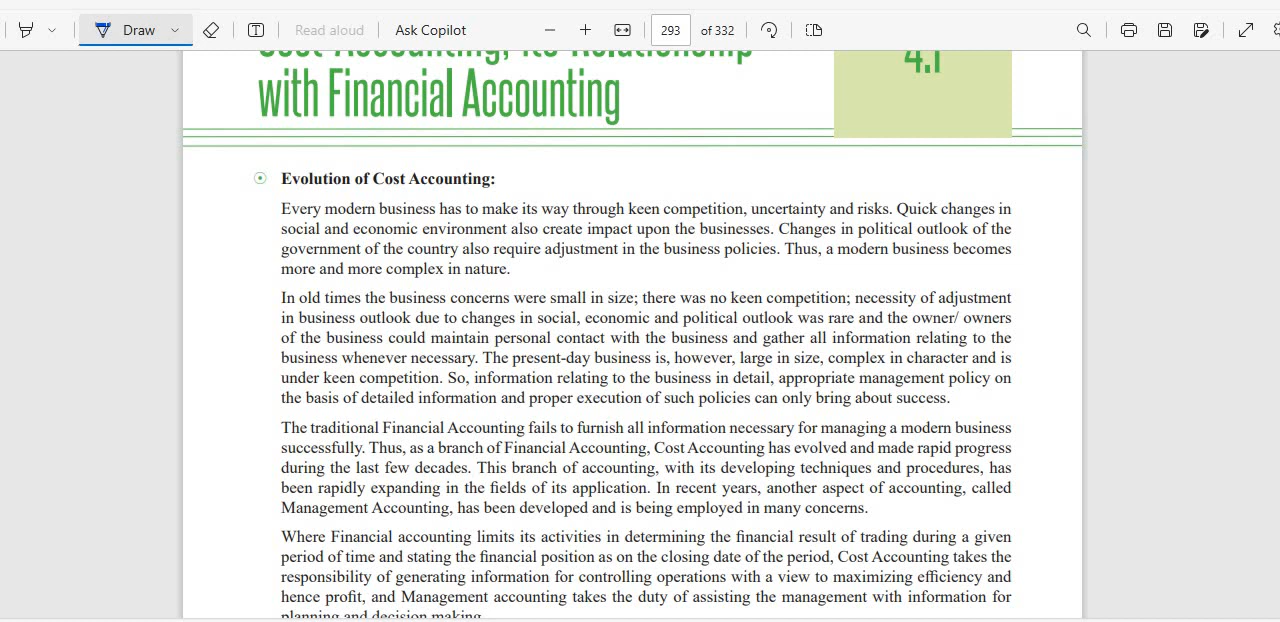 Draw
Read aloud
Ask Copilot
293
of 332
Cost Accounting, its Relationship
with Financial Accounting
4.1
Evolution of Cost Accounting:
Every modern business has to make its way through keen competition, uncertainty and risks. Quick changes in
social and economic environment also create impact upon the businesses. Changes in political outlook of the
government of the country also require adjustment in the business policies. Thus, a modern business becomes
more and more complex in nature.
In old times the business concerns were small in size; there was no keen competition; necessity of adjustment
in business outlook due to changes in social, economic and political outlook was rare and the owner/ owners
of the business could maintain personal contact with the business and gather all information relating to the
business whenever necessary. The present-day business is, however, large in size, complex in character and is
under keen competition. So, information relating to the business in detail, appropriate management policy on
the basis of detailed information and proper execution of such policies can only bring about success.
The traditional Financial Accounting fails to furnish all information necessary for managing a modern business
successfully. Thus, as a branch of Financial Accounting, Cost Accounting has evolved and made rapid progress
during the last few decades. This branch of accounting, with its developing techniques and procedures, has
been rapidly expanding in the fields of its application. In recent years, another aspect of accounting, called
Management Accounting, has been developed and is being employed in many concerns.
Where Financial accounting limits its activities in determining the financial result of trading during a given
period of time and stating the financial position as on the closing date of the period, Cost Accounting takes the
responsibility of generating information for controlling operations with a view to maximizing efficiency and
hence profit, and Management accounting takes the duty of assisting the management with information for
planning and decision making.